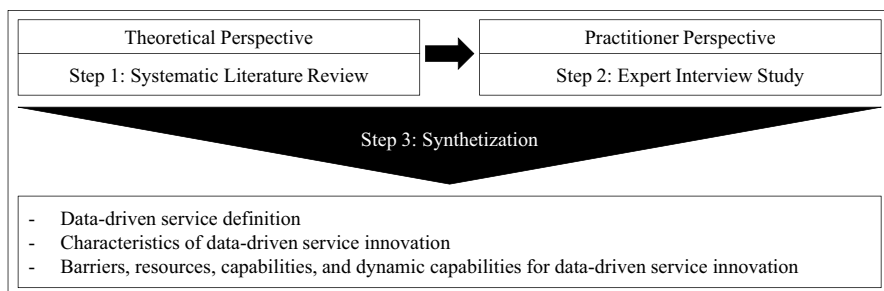 Theoretical Perspective
Step 1: Systematic Literature Review
Practitioner Perspective
Step 2: Expert Interview Study
Step 3: Synthetization
- Data-driven service definition
- Characteristics of data-driven service innovation
- Barriers, resources, capabilities, and dynamic capabilities for data-driven service innovation